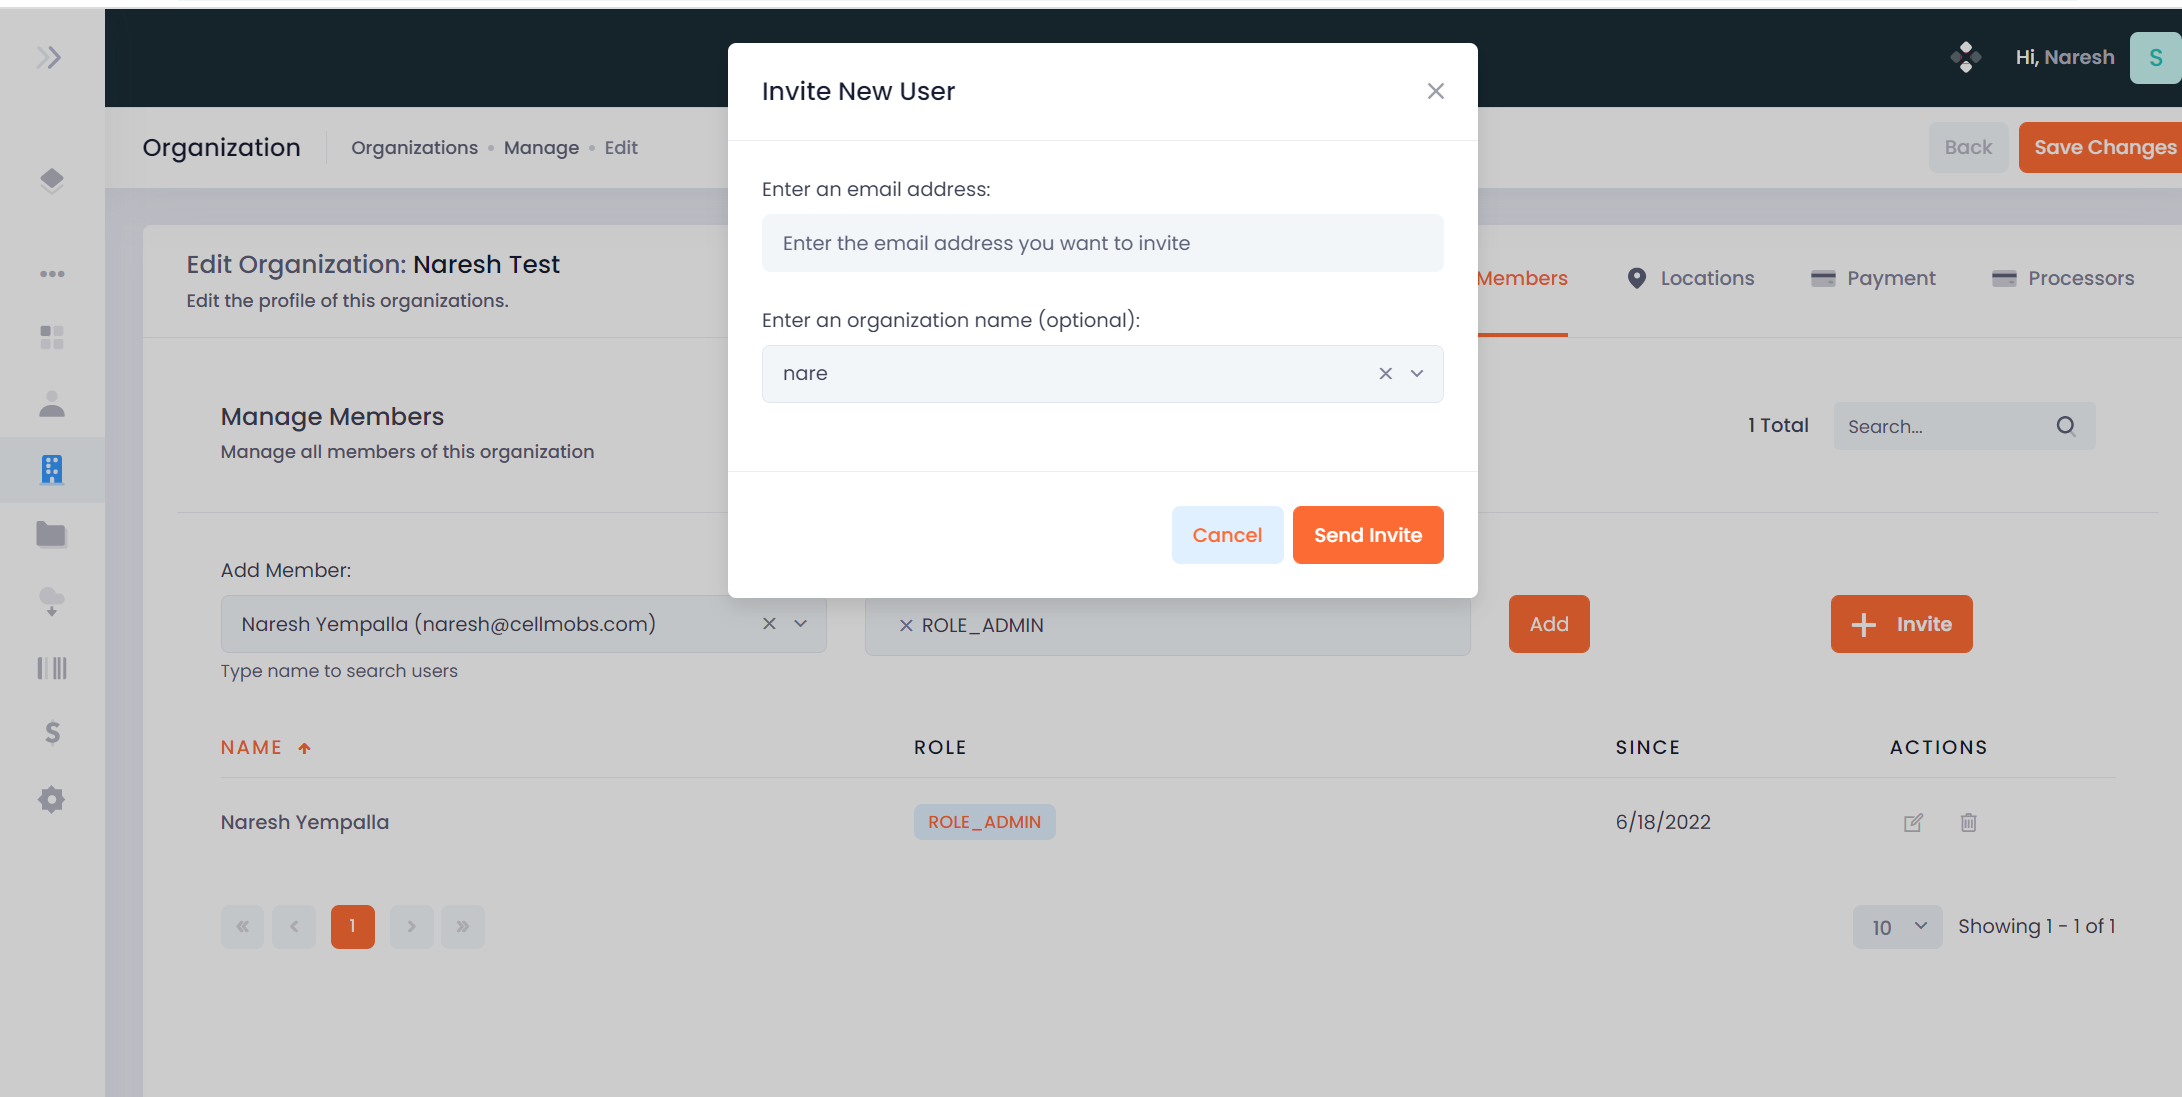 Hi, Naresh
S
Organization
Organizations • Manage • Edit
Back
Save Changes
Invite New User
Enter an email address:
Enter the email address you want to invite
Enter an organization name (optional):
nare
Cancel
Send Invite
Edit Organization: Naresh Test
Edit the profile of this organizations.
Members
Locations
Payment
Processors
Manage Members
Manage all members of this organization
1 Total
Search...
Add Member:
Naresh Yempalla (naresh@cellmobs.com)
ROLE_ADMIN
Add
Invite
Type name to search users
NAME ROLE SINCE ACTIONS
Naresh Yempalla ROLE_ADMIN 6/18/2022
1
10
Showing 1 - 1 of 1